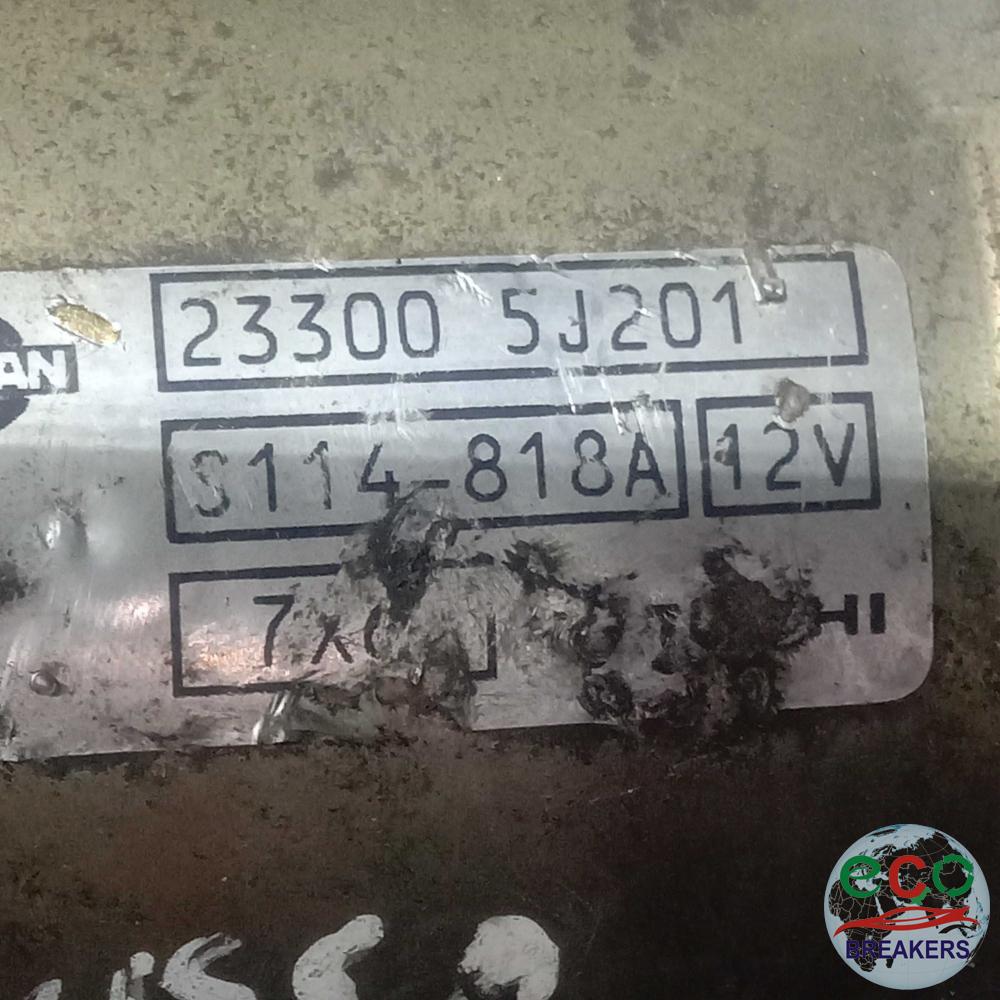 23300 5J201
AN
S114-818A 12V
HI
eco
BREAKERS